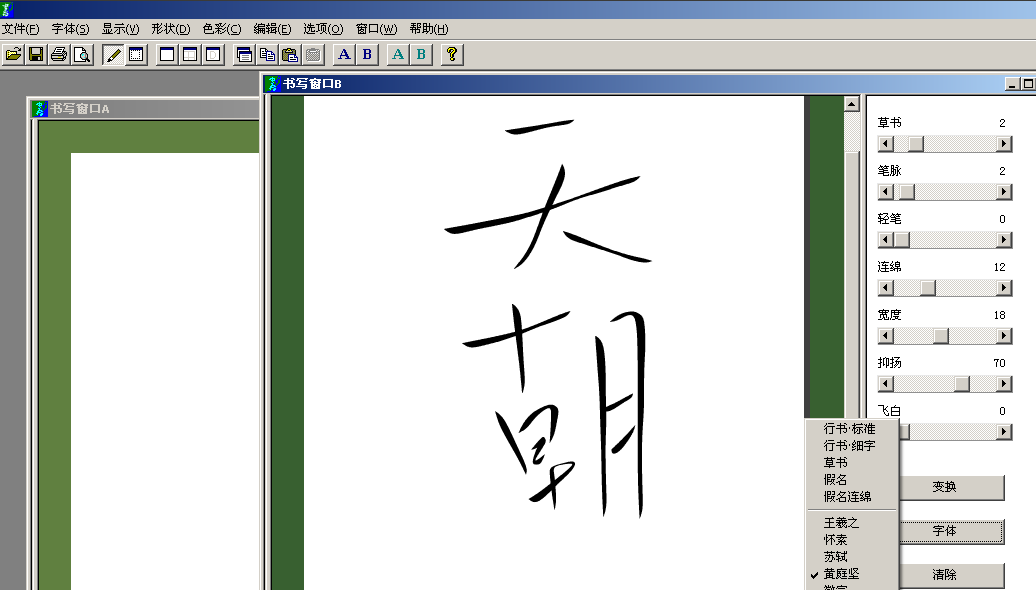 文件(F) 字体(S) 显示(V) 形状(D) 色彩(C) 编辑(E) 选项(O) 窗口(W) 帮助(H)
A B A B ?
书写窗口B
书写窗口A
天
朝
草书 2
笔脉 2
轻笔 0
连绵 12
宽度 18
抑扬 70
飞白 0
行书·标准
行书·细字
草书
假名
假名连绵
王羲之
怀素
苏轼
✓ 黄庭坚
变换
字体
清除